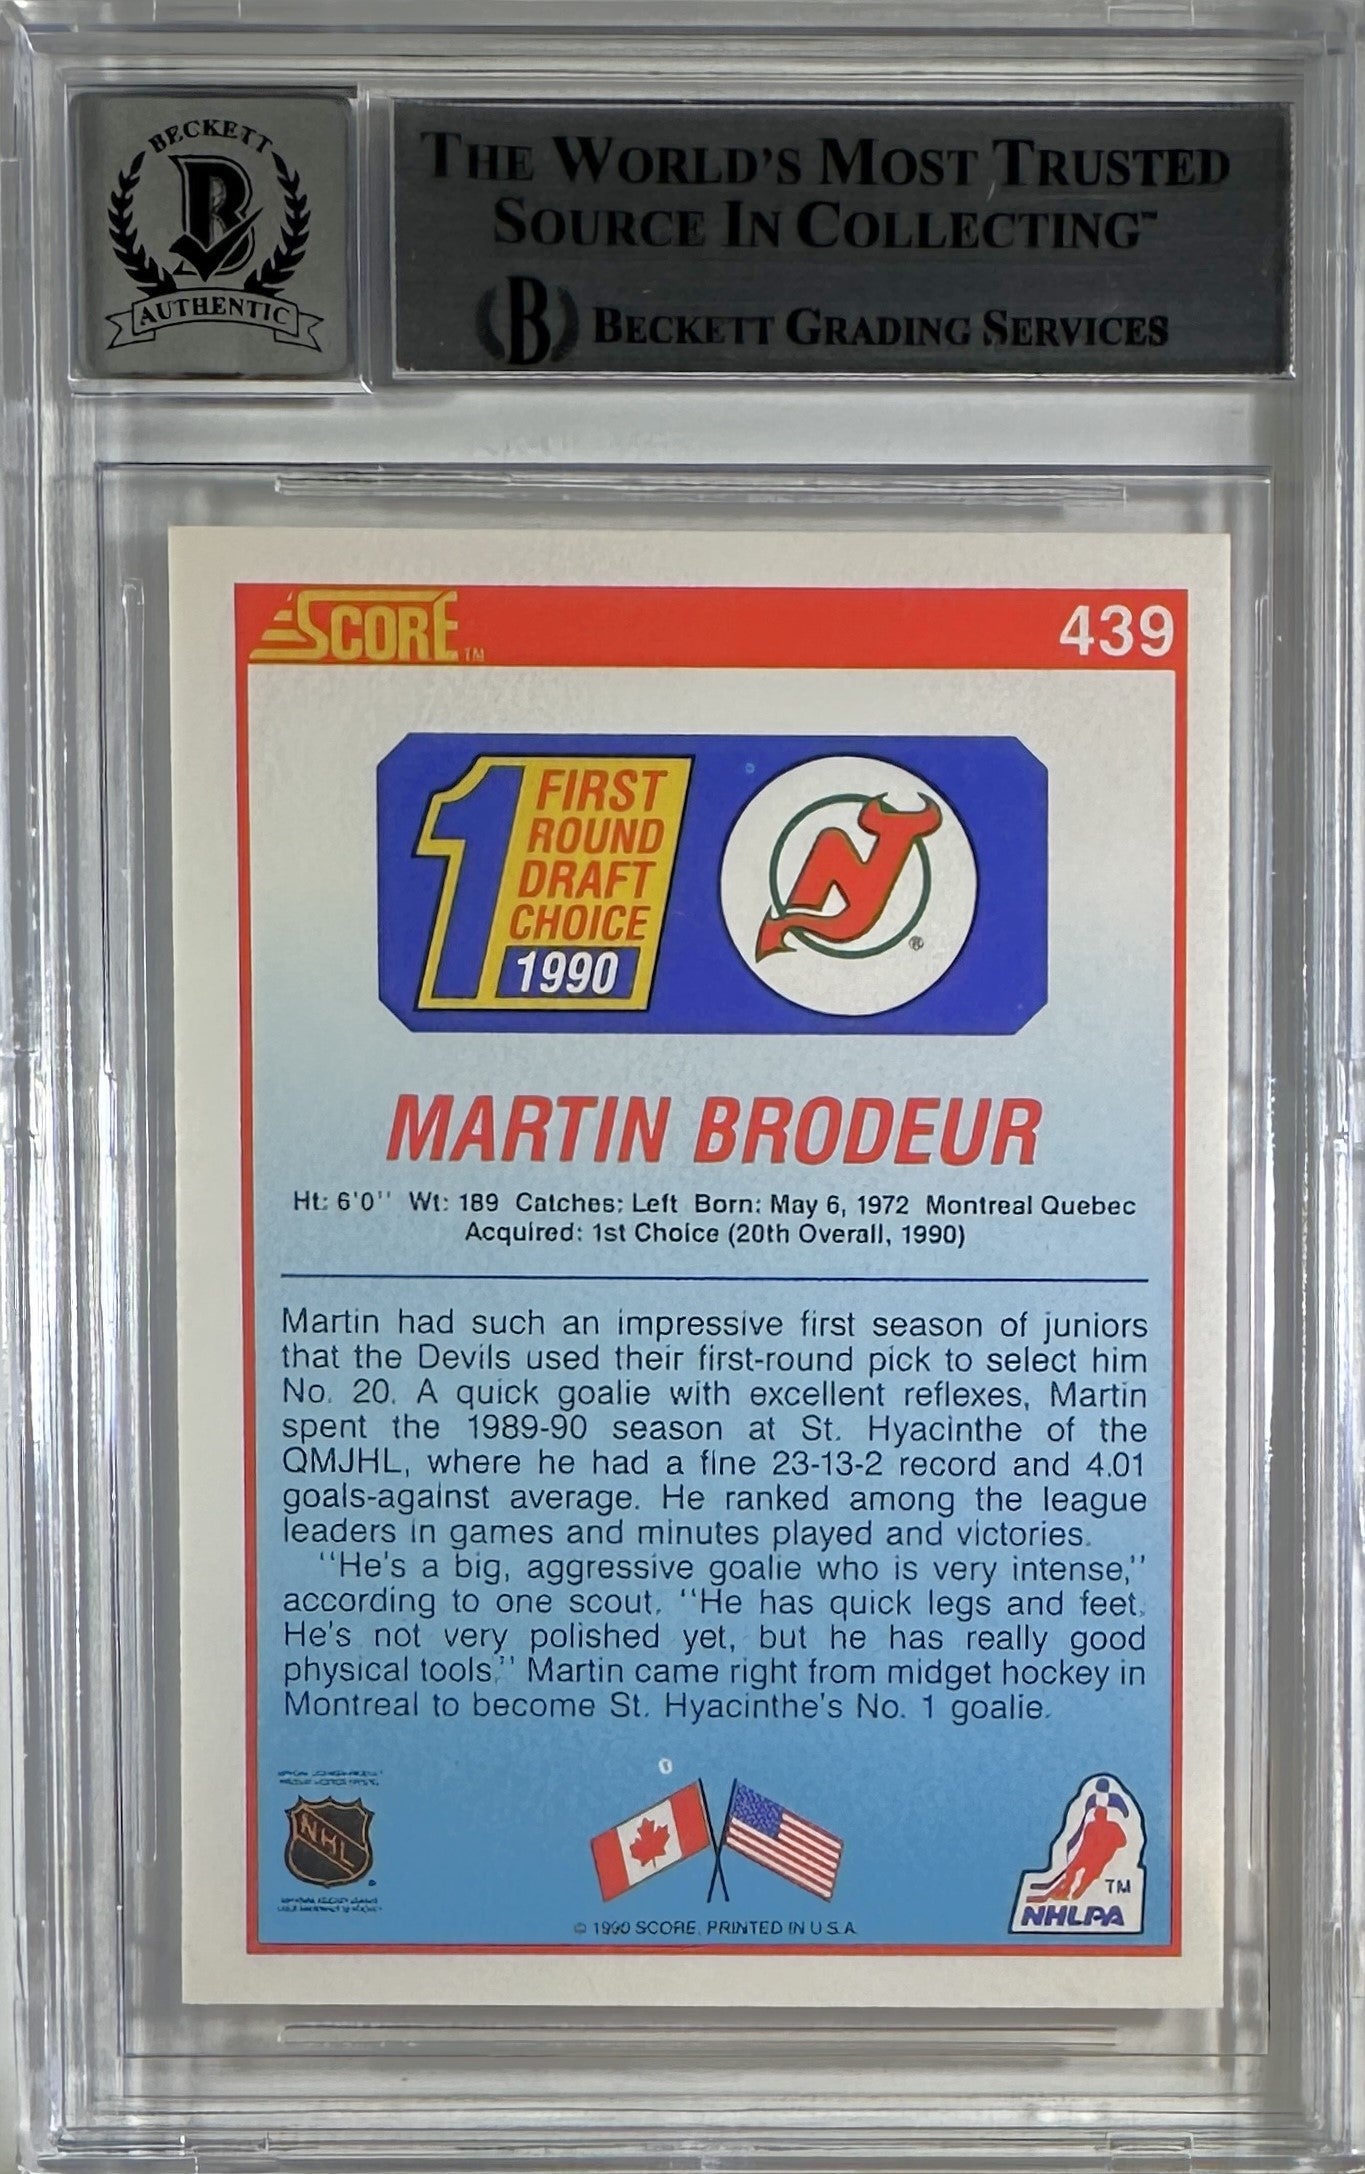 BECKETT
B
AUTHENTIC
THE WORLD'S MOST TRUSTED
SOURCE IN COLLECTING™
B BECKETT GRADING SERVICES
SCORE™
439
1 FIRST
ROUND
DRAFT
CHOICE
1990
NJ ®
MARTIN BRODEUR
Ht: 6'0'' Wt: 189 Catches: Left Born: May 6, 1972 Montreal Quebec
Acquired: 1st Choice (20th Overall, 1990)
Martin had such an impressive first season of juniors
that the Devils used their first-round pick to select him
No. 20. A quick goalie with excellent reflexes, Martin
spent the 1989-90 season at St. Hyacinthe of the
QMJHL, where he had a fine 23-13-2 record and 4.01
goals-against average. He ranked among the league
leaders in games and minutes played and victories.
''He's a big, aggressive goalie who is very intense,''
according to one scout. ''He has quick legs and feet.
He's not very polished yet, but he has really good
physical tools.'' Martin came right from midget hockey in
Montreal to become St. Hyacinthe's No. 1 goalie.
NHL
© 1990 SCORE, PRINTED IN U.S.A.
TM
NHLPA